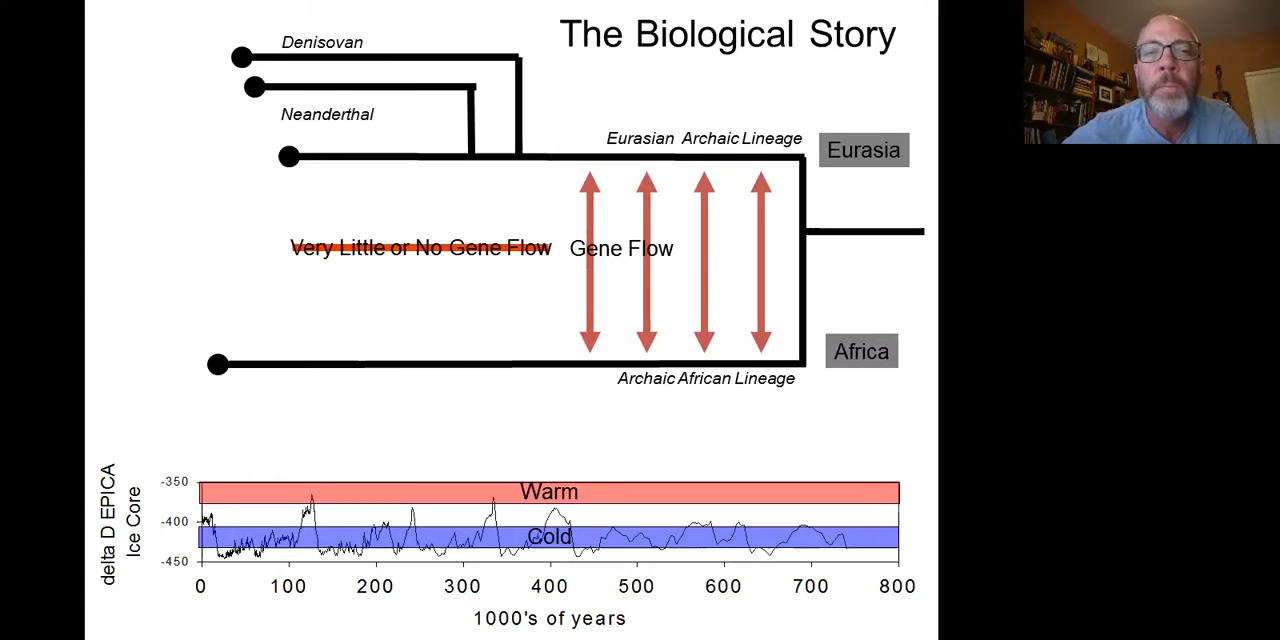 The Biological Story
Denisovan
Neanderthal
Eurasian Archaic Lineage
Eurasia
Very Little or No Gene Flow
Gene Flow
Africa
Archaic African Lineage
delta D EPICA
Ice Core
-350
-400
-450
Warm
Cold
0 100 200 300 400 500 600 700 800
1000's of years